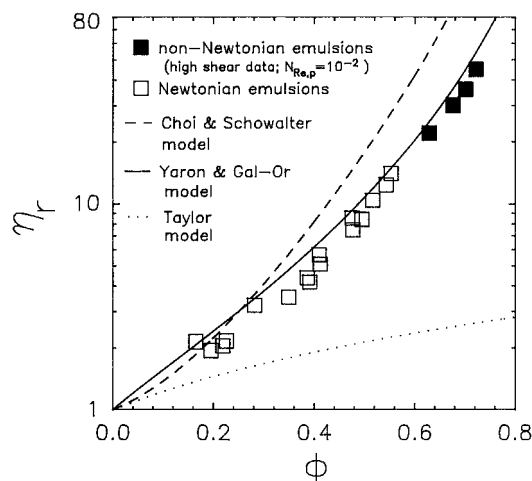 80
10
1
η_r
■ non-Newtonian emulsions
(high shear data; N_Re,p=10⁻²)
□ Newtonian emulsions
Choi & Schowalter
model
Yaron & Gal-Or
model
Taylor
model
0.0 0.2 0.4 0.6 0.8
Φ